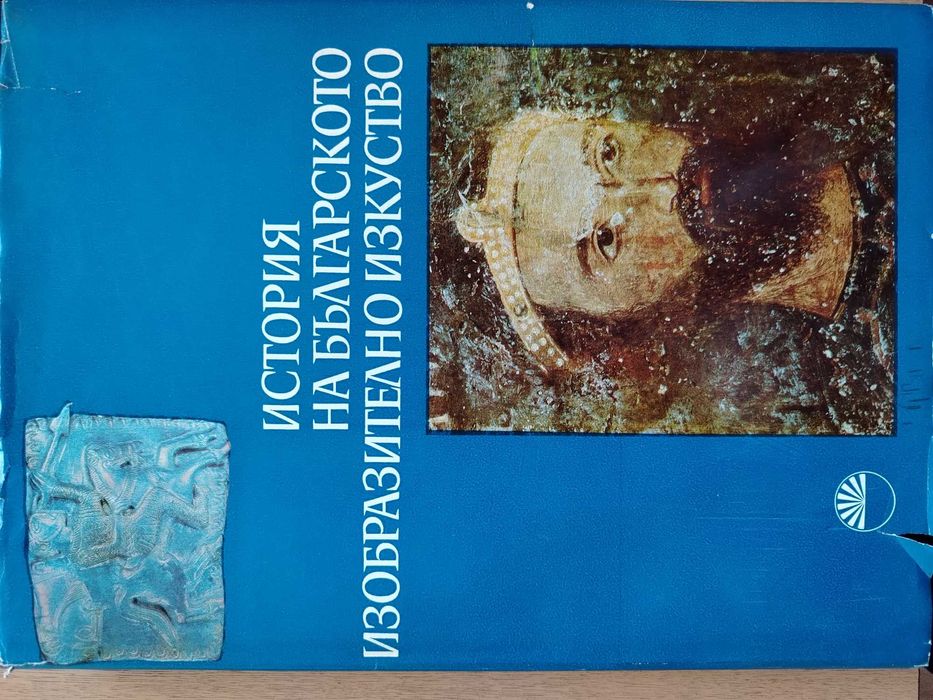 ИСТОРИЯ
НА БЪЛГАРСКОТО
ИЗОБРАЗИТЕЛНО ИЗКУСТВО